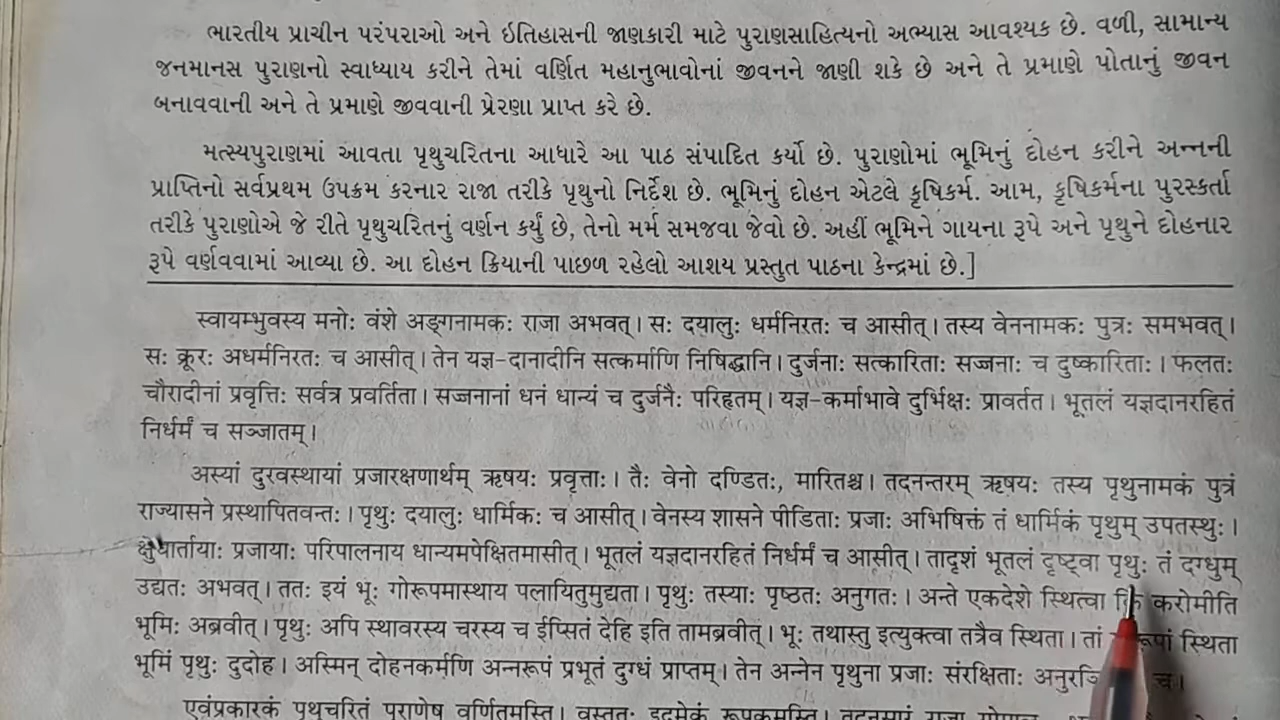 ભારતીય પ્રાચીન પરંપરાઓ અને ઇતિહાસની જાણકારી માટે પુરાણસાહિત્યનો અભ્યાસ આવશ્યક છે. વળી, સામાન્ય
જનમાનસ પુરાણનો સ્વાધ્યાય કરીને તેમાં વર્ણિત મહાનુભાવોનાં જીવનને જાણી શકે છે અને તે પ્રમાણે પોતાનું જીવન
બનાવવાની અને તે પ્રમાણે જીવવાની પ્રેરણા પ્રાપ્ત કરે છે.
મત્સ્યપુરાણમાં આવતા પૃથુચરિતના આધારે આ પાઠ સંપાદિત કર્યો છે. પુરાણોમાં ભૂમિનું દોહન કરીને અન્નની
પ્રાપ્તિનો સર્વપ્રથમ ઉપક્રમ કરનાર રાજા તરીકે પૃથુનો નિર્દેશ છે. ભૂમિનું દોહન એટલે કૃષિકર્મ. આમ, કૃષિકર્મના પુરસ્કર્તા
તરીકે પુરાણોએ જે રીતે પૃથુચરિતનું વર્ણન કર્યું છે, તેનો મર્મ સમજવા જેવો છે. અહીં ભૂમિને ગાયના રૂપે અને પૃથુને દોહનાર
રૂપે વર્ણવવામાં આવ્યા છે. આ દોહન ક્રિયાની પાછળ રહેલો આશય પ્રસ્તુત પાઠના કેન્દ્રમાં છે.]
स्वायम्भुवस्य मनोः वंशे अङ्गनामकः राजा अभवत्। सः दयालुः धर्मनिरतः च आसीत्। तस्य वेननामकः पुत्रः समभवत्।
सः क्रूरः अधर्मनिरतः च आसीत्। तेन यज्ञ-दानादीनि सत्कर्माणि निषिद्धानि। दुर्जनाः सत्कारिताः सज्जनाः च दुष्कारिताः। फलतः
चौरादीनां प्रवृत्तिः सर्वत्र प्रवर्तिता। सज्जनानां धनं धान्यं च दुर्जनैः परिहृतम्। यज्ञ-कर्माभावे दुर्भिक्षः प्रावर्तत। भूतलं यज्ञदानरहितं
निर्धर्मं च सञ्जातम्।
अस्यां दुरवस्थायां प्रजारक्षणार्थम् ऋषयः प्रवृत्ताः। तैः वेनो दण्डितः, मारितश्च। तदनन्तरम् ऋषयः तस्य पृथुनामकं पुत्रं
राज्यासने प्रस्थापितवन्तः। पृथुः दयालुः धार्मिकः च आसीत्। वेनस्य शासने पीडिताः प्रजाः अभिषिक्तं तं धार्मिकं पृथुम् उपतस्थुः।
क्षुधार्तायाः प्रजायाः परिपालनाय धान्यमपेक्षितमासीत्। भूतलं यज्ञदानरहितं निर्धर्मं च आसीत्। तादृशं भूतलं दृष्ट्वा पृथुः तं दग्धुम्
उद्यतः अभवत्। ततः इयं भूः गोरूपमास्थाय पलायितुमुद्यता। पृथुः तस्याः पृष्ठतः अनुगतः। अन्ते एकदेशे स्थित्वा करोमीति
भूमिः अब्रवीत्। पृथुः अपि स्थावरस्य चरस्य च ईप्सितं देहि इति तामब्रवीत्। भूः तथास्तु इत्युक्त्वा तत्रैव स्थिता। तां स्थिता
भूमिं पृथुः दुदोह। अस्मिन् दोहनकर्मणि अन्नरूपं प्रभूतं दुग्धं प्राप्तम्। तेन अन्नेन पृथुना प्रजाः संरक्षिताः च।
एवंप्रकारकं पृथुचरितं पुराणेषु वर्णितमस्ति। वस्तुतः इदमेकं रूपकमस्ति। तदनुसारं राजा